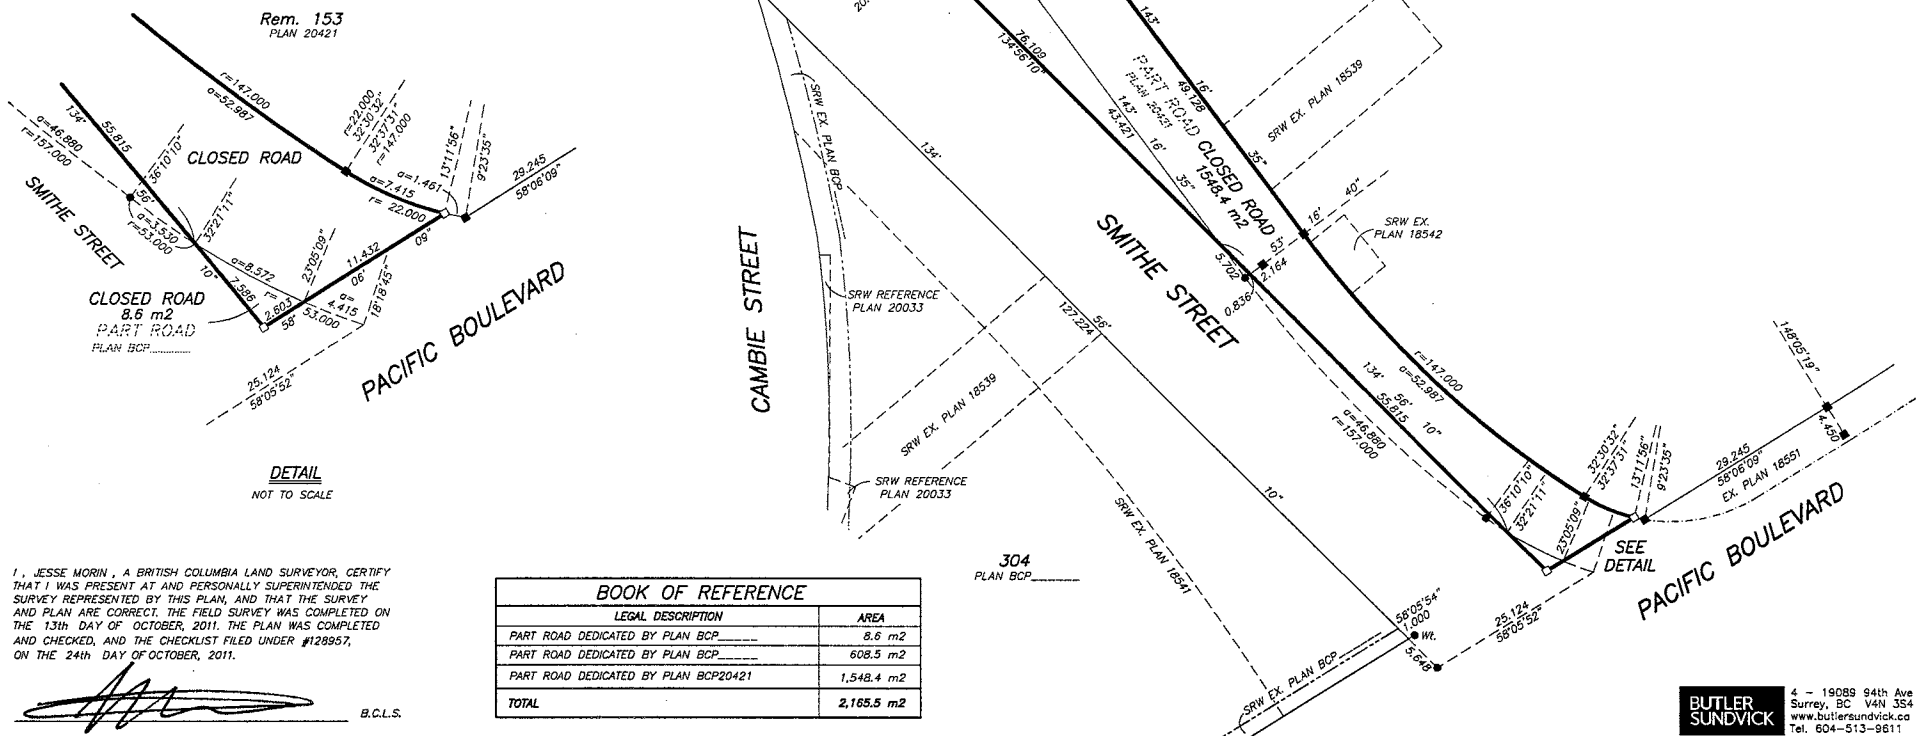 Rem. 153
PLAN 20421
r=147.000
a=52.987
134°
55.815
a=46.880
r=157.000
36°10'10"
CLOSED ROAD
r=22.000
32°30'32"
32°37'31"
r=147.000
a=1.461
13°11'56"
9°23'35"
29.245
58°06'09"
a=7.415
r= 22.000
SMITHE STREET
56'
a=3.530
r=53.000
32°21'11"
10"
a=8.572
23°05'09"
11.432
06'
09"
7.586
r=
53.000
2.603
58°
a=
4.415
18°18'45"
CLOSED ROAD
8.6 m2
PART ROAD
PLAN BCP
25.124
58°05'52"
PACIFIC BOULEVARD
DETAIL
NOT TO SCALE
I , JESSE MORIN , A BRITISH COLUMBIA LAND SURVEYOR, CERTIFY
THAT I WAS PRESENT AT AND PERSONALLY SUPERINTENDED THE
SURVEY REPRESENTED BY THIS PLAN, AND THAT THE SURVEY
AND PLAN ARE CORRECT. THE FIELD SURVEY WAS COMPLETED ON
THE 13th DAY OF OCTOBER, 2011. THE PLAN WAS COMPLETED
AND CHECKED, AND THE CHECKLIST FILED UNDER #128957,
ON THE 24th DAY OF OCTOBER, 2011.
B.C.L.S.
BOOK OF REFERENCE
LEGAL DESCRIPTION AREA
PART ROAD DEDICATED BY PLAN BCP_____ 8.6 m2
PART ROAD DEDICATED BY PLAN BCP_____ 608.5 m2
PART ROAD DEDICATED BY PLAN BCP20421 1,548.4 m2
TOTAL 2,165.5 m2
CAMBIE STREET
SRW EX. PLAN BCP
SRW REFERENCE
PLAN 20033
SRW EX. PLAN 18539
SRW REFERENCE
PLAN 20033
134°
127.224
56'
10"
SRW EX. PLAN 18541
304
PLAN BCP______
76.109
134°56'10"
143°
49.128
16'
35"
PART ROAD CLOSED ROAD
PLAN 20421
1548.4 m2
143°
43.421
16'
35"
SRW EX. PLAN 18539
40"
16'
53°
2.164
5.702
0.836
SRW EX.
PLAN 18542
SMITHE STREET
r=147.000
a=52.987
134°
56'
55.815
10"
a=46.880
r=157.000
36°10'10"
32°21'11"
32°30'32"
32°37'31"
13°11'56"
9°23'35"
23°05'09"
SEE
DETAIL
29.245
58°06'09"
EX. PLAN 18551
148°05'19"
4.450
PACIFIC BOULEVARD
25.124
58°05'52"
58°05'54"
1.000
Wt.
5.648
SRW EX. PLAN BCP
BUTLER
SUNDVICK
4 - 19089 94th Ave
Surrey, BC V4N 3S4
www.butlersundvick.ca
Tel. 604-513-9611